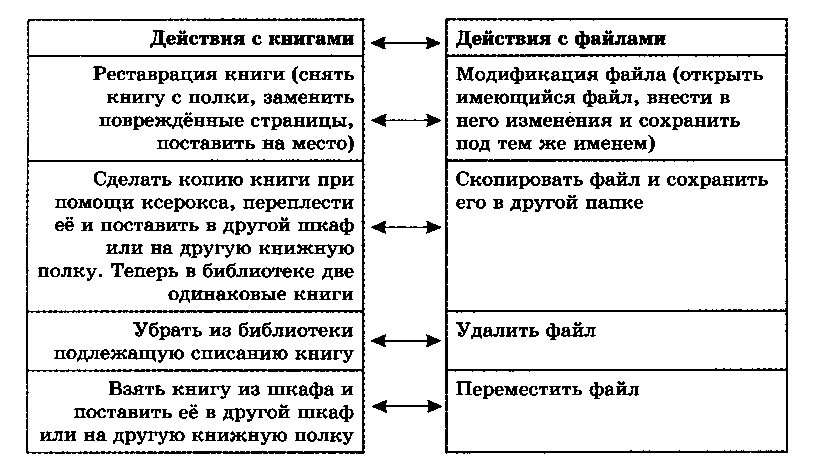 Действия с книгами
Действия с файлами
Реставрация книги (снять
книгу с полки, заменить
повреждённые страницы,
поставить на место)
Модификация файла (открыть
имеющийся файл, внести в
него изменения и сохранить
под тем же именем)
Сделать копию книги при
помощи ксерокса, переплести
её и поставить в другой шкаф
или на другую книжную
полку. Теперь в библиотеке две
одинаковые книги
Скопировать файл и сохранить
его в другой папке
Убрать из библиотеки
подлежащую списанию книгу
Удалить файл
Взять книгу из шкафа и
поставить её в другой шкаф
или на другую книжную полку
Переместить файл